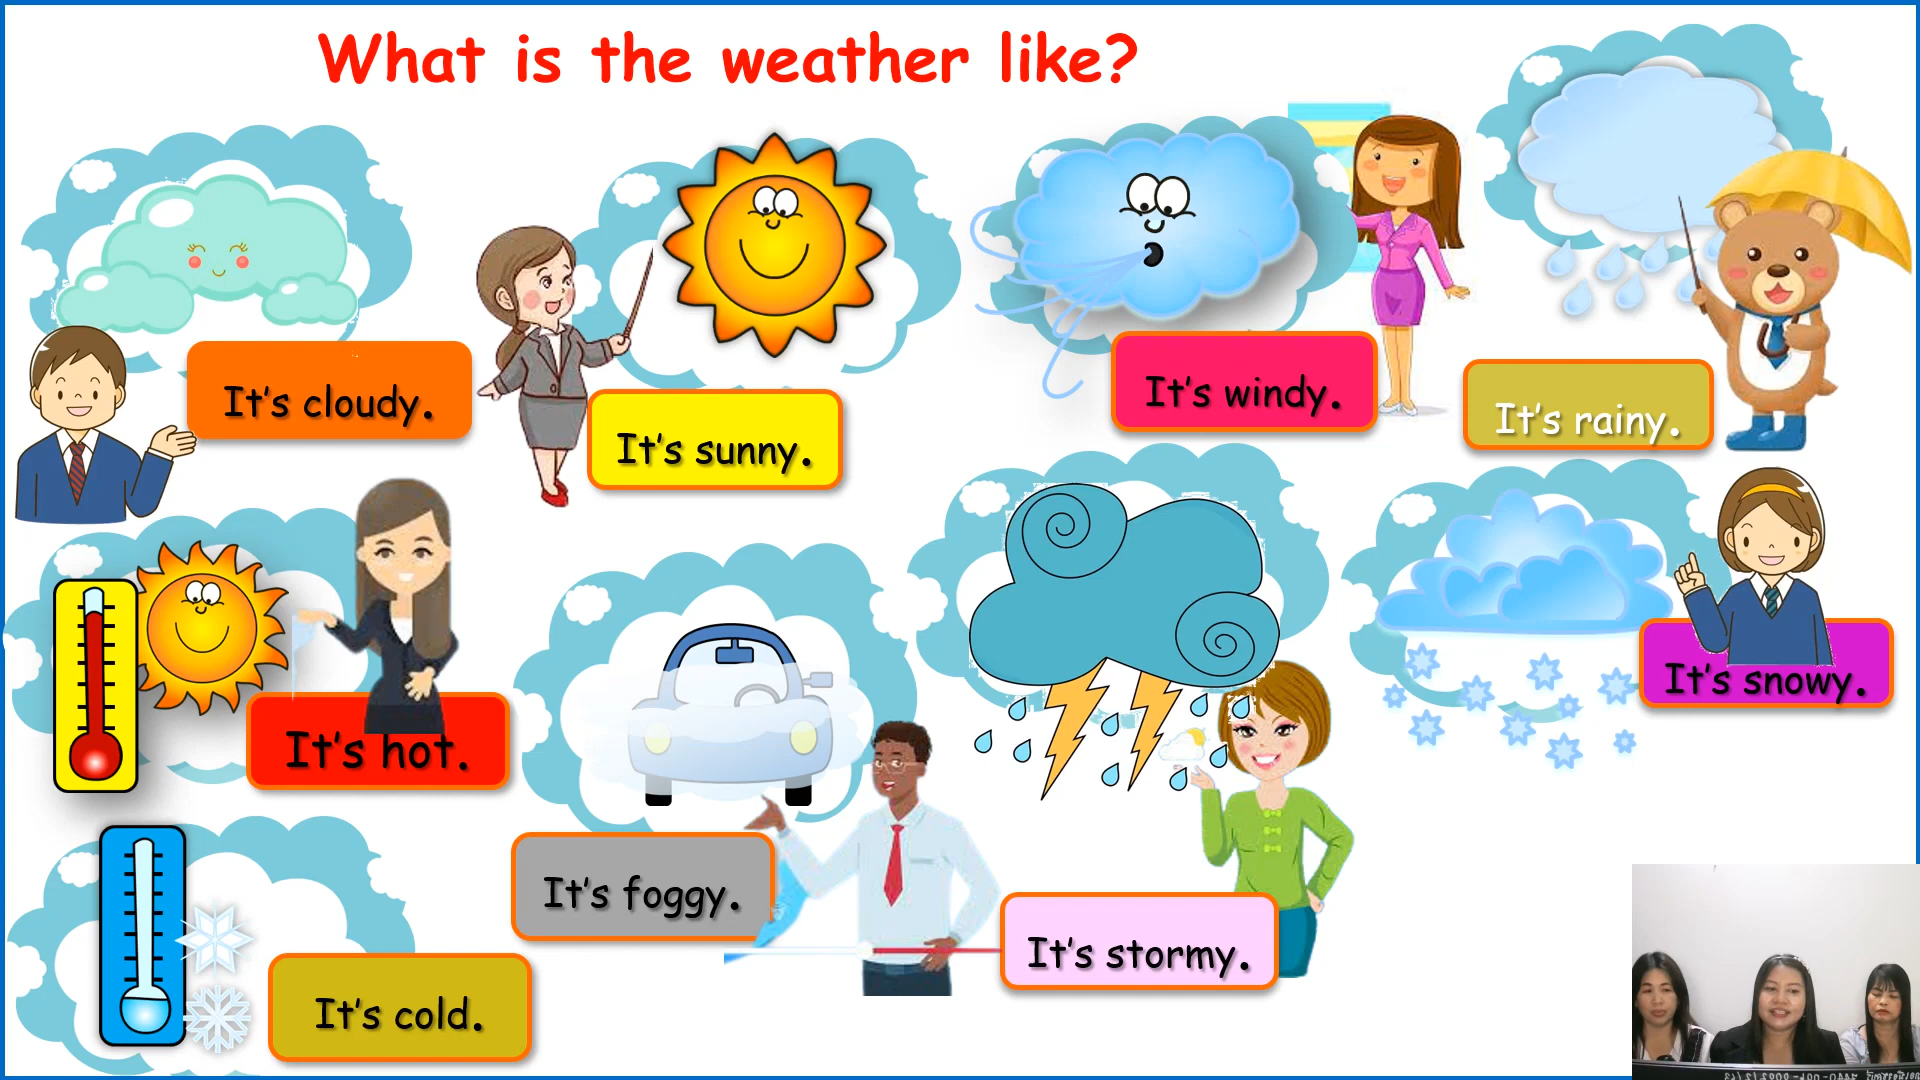 What is the weather like?
It's cloudy.
It's sunny.
It's windy.
It's rainy.
It's hot.
It's foggy.
It's stormy.
It's snowy.
It's cold.